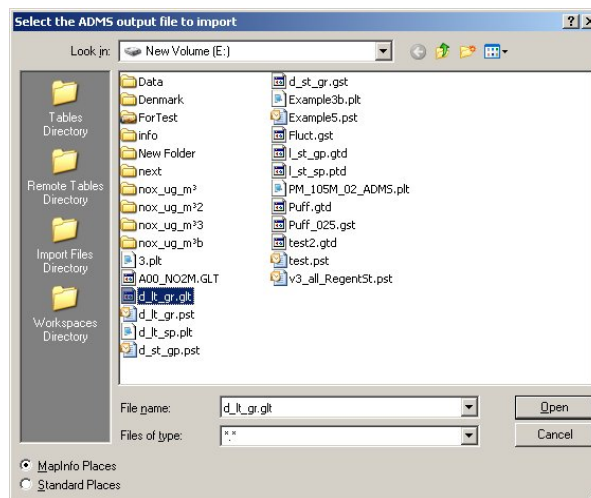 Select the ADMS output file to import
Look in:
New Volume (E:)
Tables
Directory
Remote Tables
Directory
Import Files
Directory
Workspaces
Directory
Data
Denmark
ForTest
info
New Folder
next
nox_ug_m³
nox_ug_m³2
nox_ug_m³3
nox_ug_m³b
3.plt
A00_NO2M.GLT
d_lt_gr.glt
d_lt_gr.pst
d_lt_sp.plt
d_st_gp.pst
d_st_gr.gst
Example3b.plt
Example5.pst
Fluct.gst
l_st_gp.gtd
l_st_sp.ptd
PM_105M_02_ADMS.plt
Puff.gtd
Puff_025.gst
test2.gtd
test.pst
v3_all_RegentSt.pst
File name:
d_lt_gr.glt
Open
Files of type:
*.*
Cancel
MapInfo Places
Standard Places